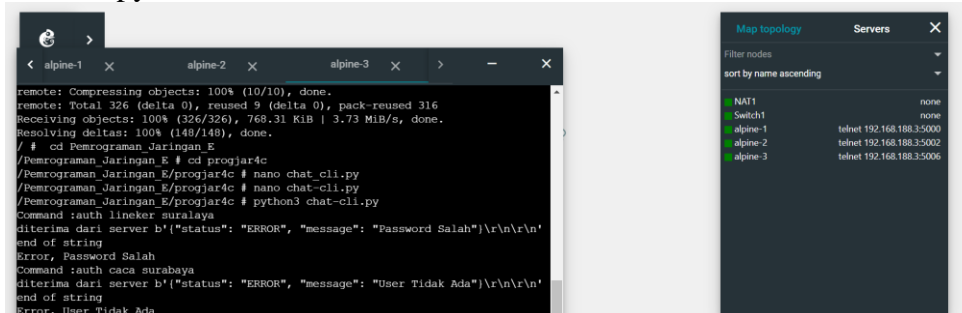 py
alpine-1
alpine-2
alpine-3
remote: Compressing objects: 100% (10/10), done.
remote: Total 326 (delta 0), reused 9 (delta 0), pack-reused 316
Receiving objects: 100% (326/326), 768.31 KiB | 3.73 MiB/s, done.
Resolving deltas: 100% (148/148), done.
/ #  cd Pemrograman_Jaringan_E
/Pemrograman_Jaringan_E # cd progjar4c
/Pemrograman_Jaringan_E/progjar4c # nano chat_cli.py
/Pemrograman_Jaringan_E/progjar4c # nano chat-cli.py
/Pemrograman_Jaringan_E/progjar4c # python3 chat-cli.py
Command :auth lineker suralaya
diterima dari server b'{"status": "ERROR", "message": "Password Salah"}\r\n\r\n'
end of string
Error, Password Salah
Command :auth caca surabaya
diterima dari server b'{"status": "ERROR", "message": "User Tidak Ada"}\r\n\r\n'
end of string
Error, User Tidak Ada
Map topology
Servers
Filter nodes
sort by name ascending
NAT1 none
Switch1 none
alpine-1 telnet 192.168.188.3:5000
alpine-2 telnet 192.168.188.3:5002
alpine-3 telnet 192.168.188.3:5006